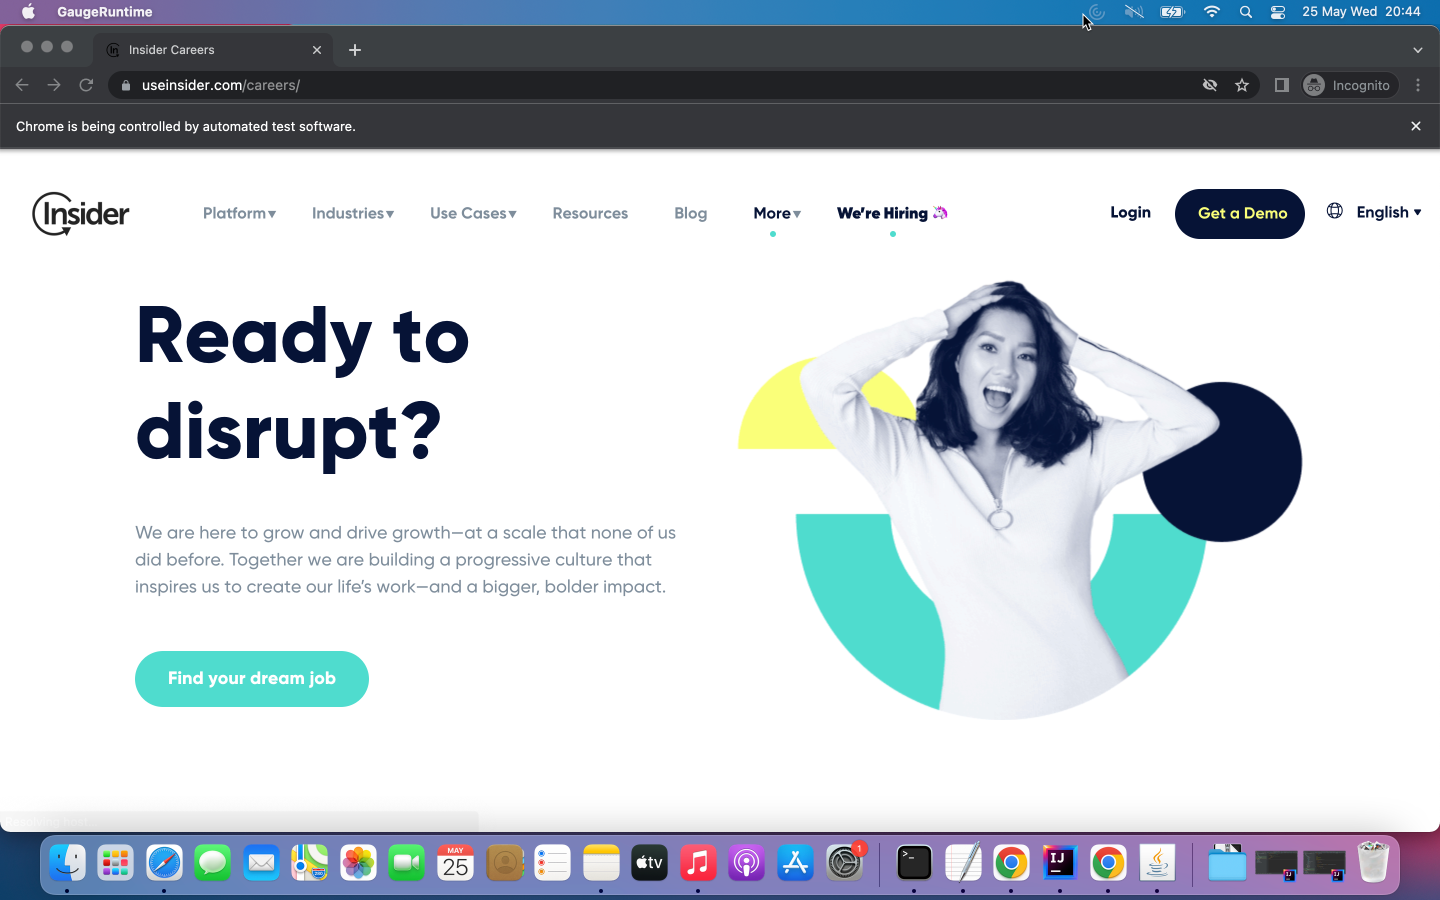 GaugeRuntime
25 May Wed 20:44
Insider Careers
useinsider.com/careers/
Incognito
Chrome is being controlled by automated test software.
Insider
Platform
Industries
Use Cases
Resources
Blog
More
We're Hiring
Login
Get a Demo
English
Ready to
disrupt?
We are here to grow and drive growth—at a scale that none of us
did before. Together we are building a progressive culture that
inspires us to create our life's work—and a bigger, bolder impact.
Find your dream job
MAY
25
tv
1
IJ
IJ
IJ